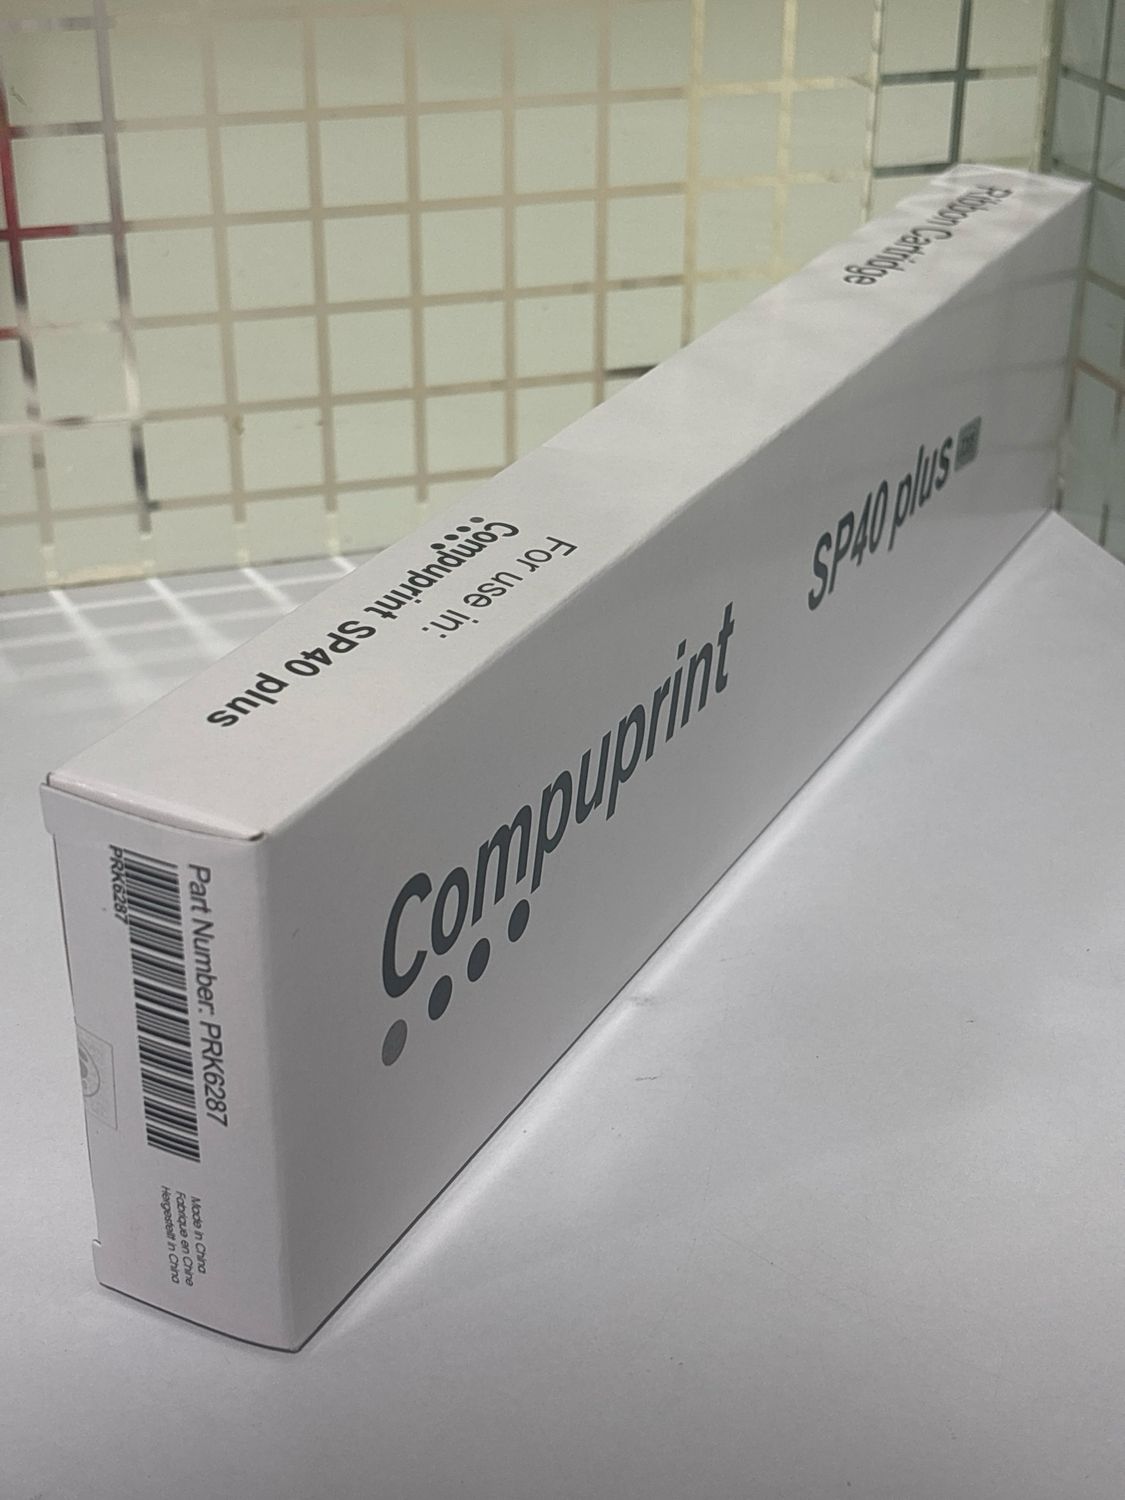 Ribbon Cartridge
For use in:
Compuprint SP40 plus
Compuprint
SP40 plus
Part Number: PRK6287
PRK6287
Made in China
Fabrique en Chine
Hergestellt in China